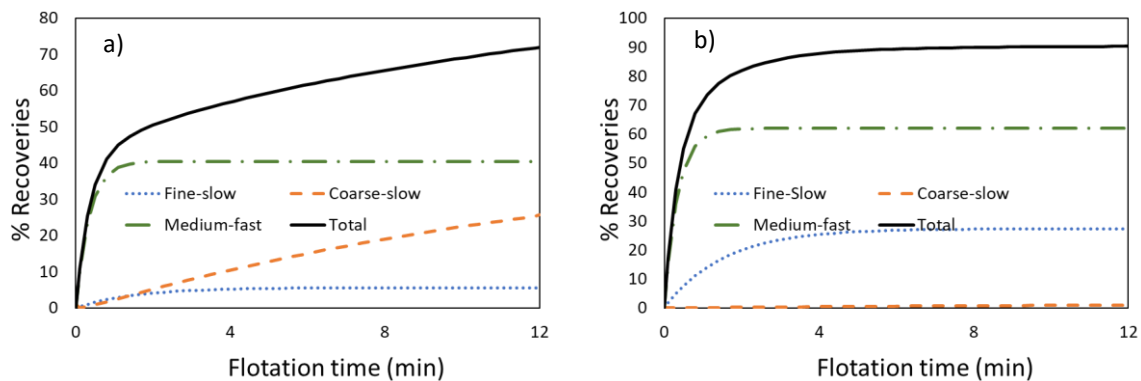 a)
% Recoveries
80
70
60
50
40
30
20
10
0
Fine-slow
Coarse-slow
Medium-fast
Total
0
4
8
12
Flotation time (min)
b)
% Recoveries
100
90
80
70
60
50
40
30
20
10
0
Fine-Slow
Coarse-slow
Medium-fast
Total
0
4
8
12
Flotation time (min)